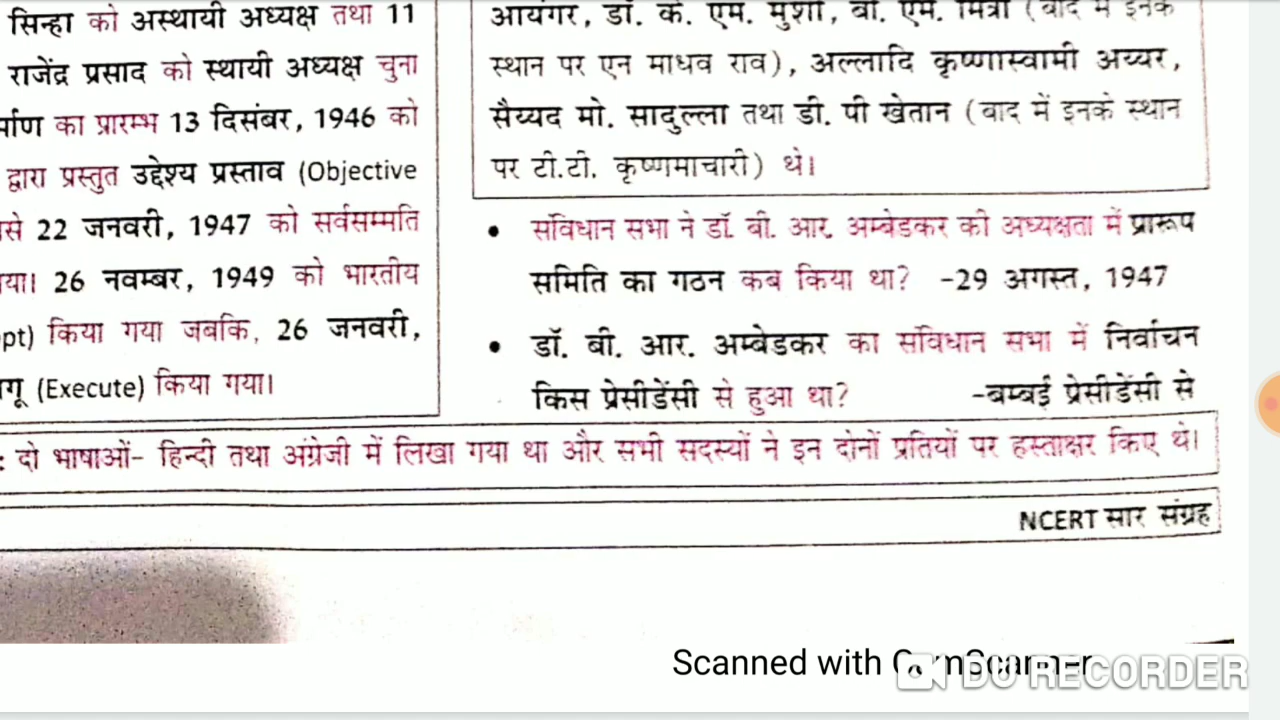 सिन्हा को अस्थायी अध्यक्ष तथा 11
राजेंद्र प्रसाद को स्थायी अध्यक्ष चुना
का प्रारम्भ 13 दिसंबर, 1946 को
द्वारा प्रस्तुत उद्देश्य प्रस्ताव (Objective
से 22 जनवरी, 1947 को सर्वसम्मति
26 नवम्बर, 1949 को भारतीय
किया गया जबकि, 26 जनवरी,
(Execute) किया गया।
आयंगर, डॉ. के. एम. मुंशी, बी. एम. मित्रा (बाद में इनके
स्थान पर एन माधव राव), अल्लादि कृष्णास्वामी अय्यर,
सैय्यद मो. सादुल्ला तथा डी. पी खेतान (बाद में इनके स्थान
पर टी.टी. कृष्णमाचारी) थे।
• संविधान सभा ने डॉ. बी. आर. अम्बेडकर की अध्यक्षता में प्रारूप
समिति का गठन कब किया था? -29 अगस्त, 1947
• डॉ. बी. आर. अम्बेडकर का संविधान सभा में निर्वाचन
किस प्रेसीडेंसी से हुआ था? -बम्बई प्रेसीडेंसी से
: दो भाषाओं- हिन्दी तथा अंग्रेजी में लिखा गया था और सभी सदस्यों ने इन दोनों प्रतियों पर हस्ताक्षर किए थे।
NCERT सार संग्रह
Scanned with CamScanner
DU RECORDER